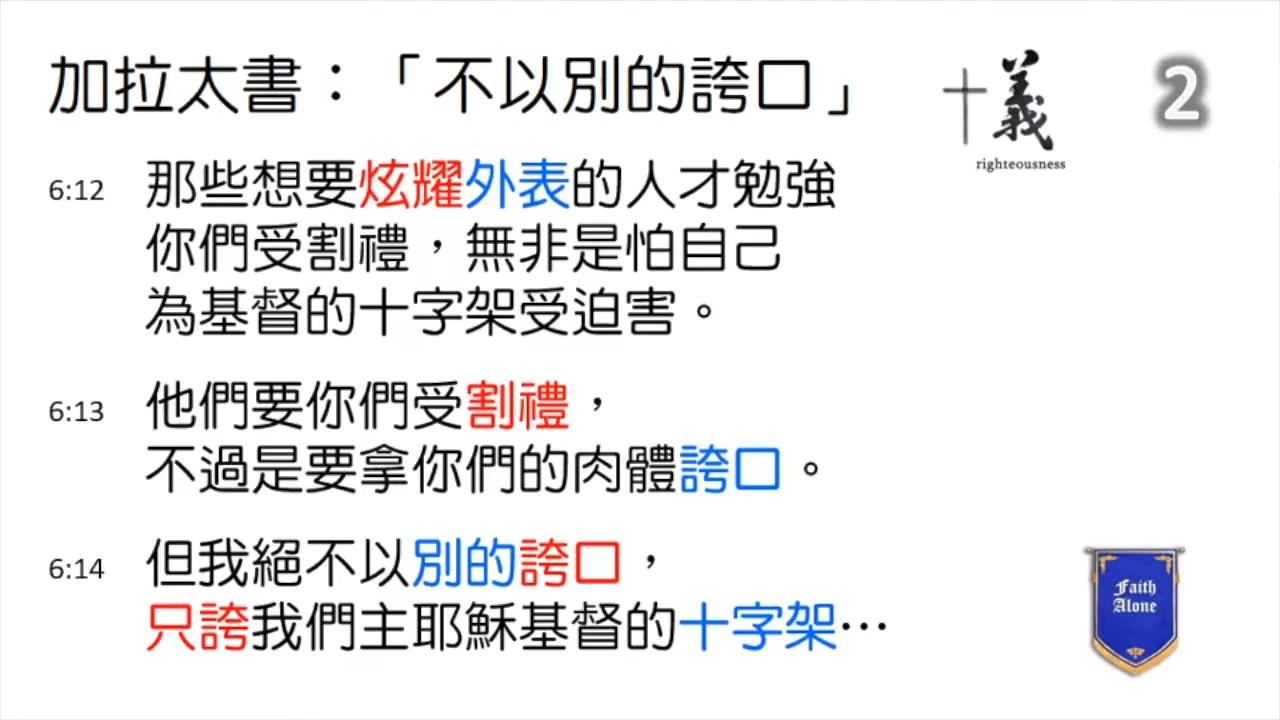 加拉太書：「不以別的誇口」
十義
righteousness
2
6:12 那些想要炫耀外表的人才勉強
你們受割禮，無非是怕自己
為基督的十字架受迫害。
6:13 他們要你們受割禮，
不過是要拿你們的肉體誇口。
6:14 但我絕不以別的誇口，
只誇我們主耶穌基督的十字架…
Faith
Alone